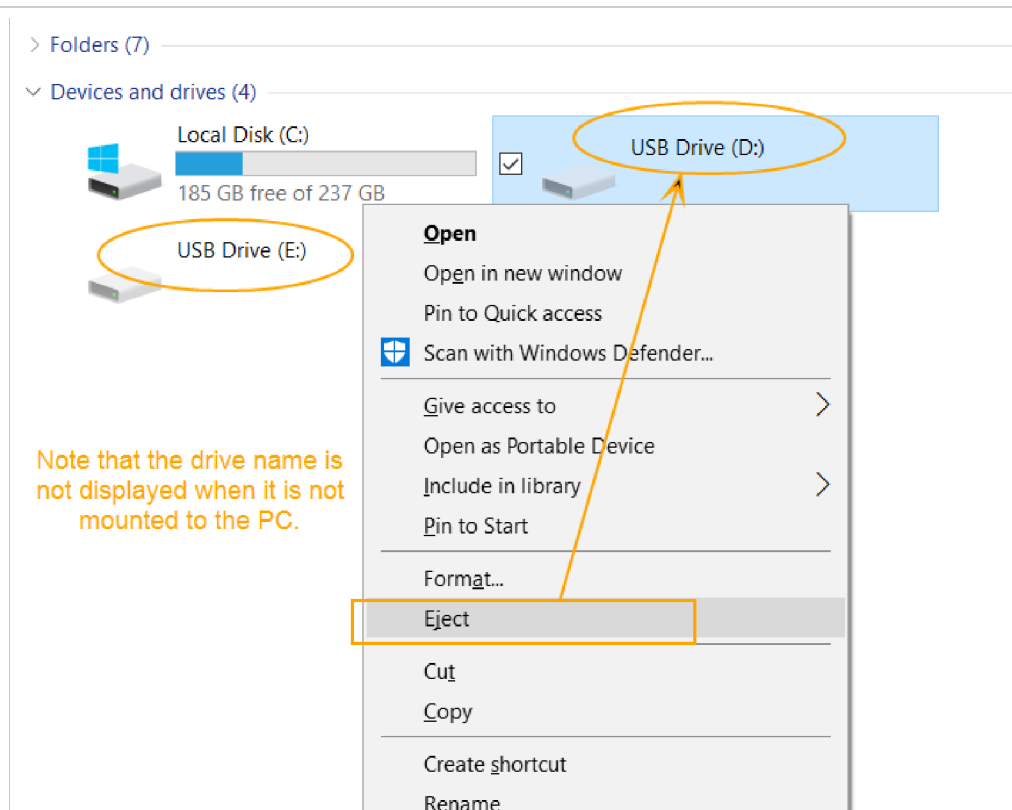 Folders (7)
Devices and drives (4)
Local Disk (C:)
185 GB free of 237 GB
USB Drive (D:)
USB Drive (E:)
Note that the drive name is
not displayed when it is not
mounted to the PC.
Open
Open in new window
Pin to Quick access
Scan with Windows Defender...
Give access to
Open as Portable Device
Include in library
Pin to Start
Format...
Eject
Cut
Copy
Create shortcut
Rename